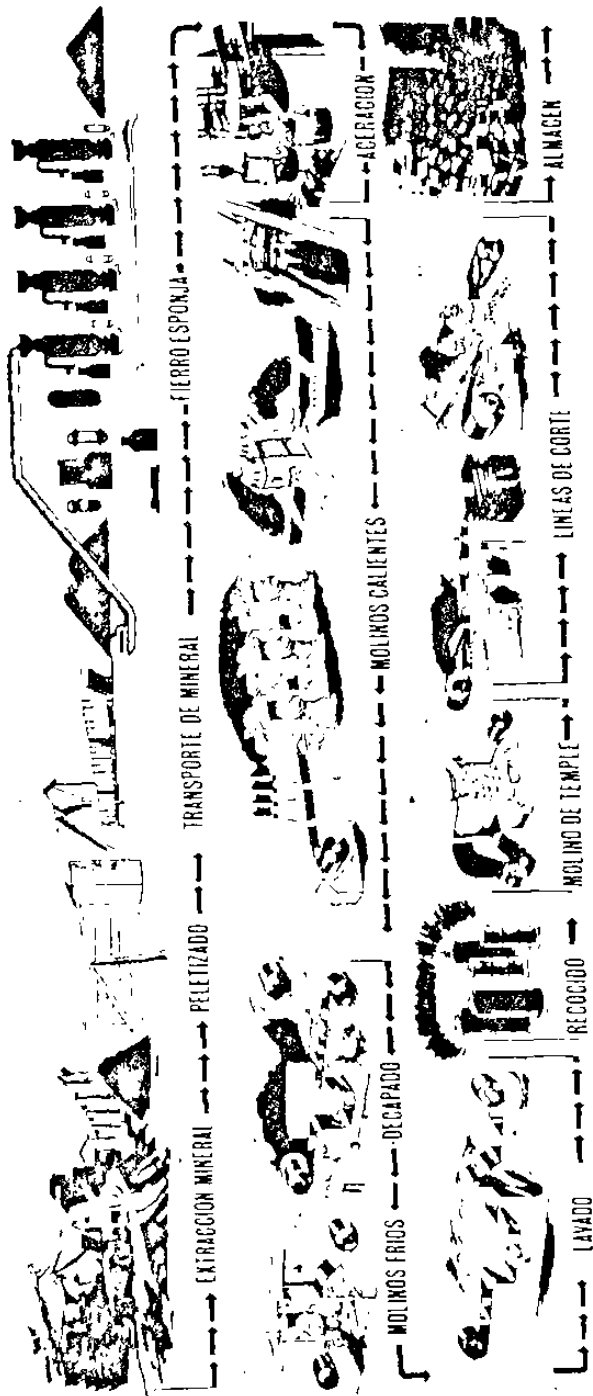 EXTRACCION MINERAL
PELETIZADO
TRANSPORTE DE MINERAL
FIERRO ESPONJA
ACERACION
MOLINOS CALIENTES
DECAPADO
MOLINOS FRIOS
LAVADO
RECOCIDO
MOLINO DE TEMPLE
LINEAS DE CORTE
ALMACEN